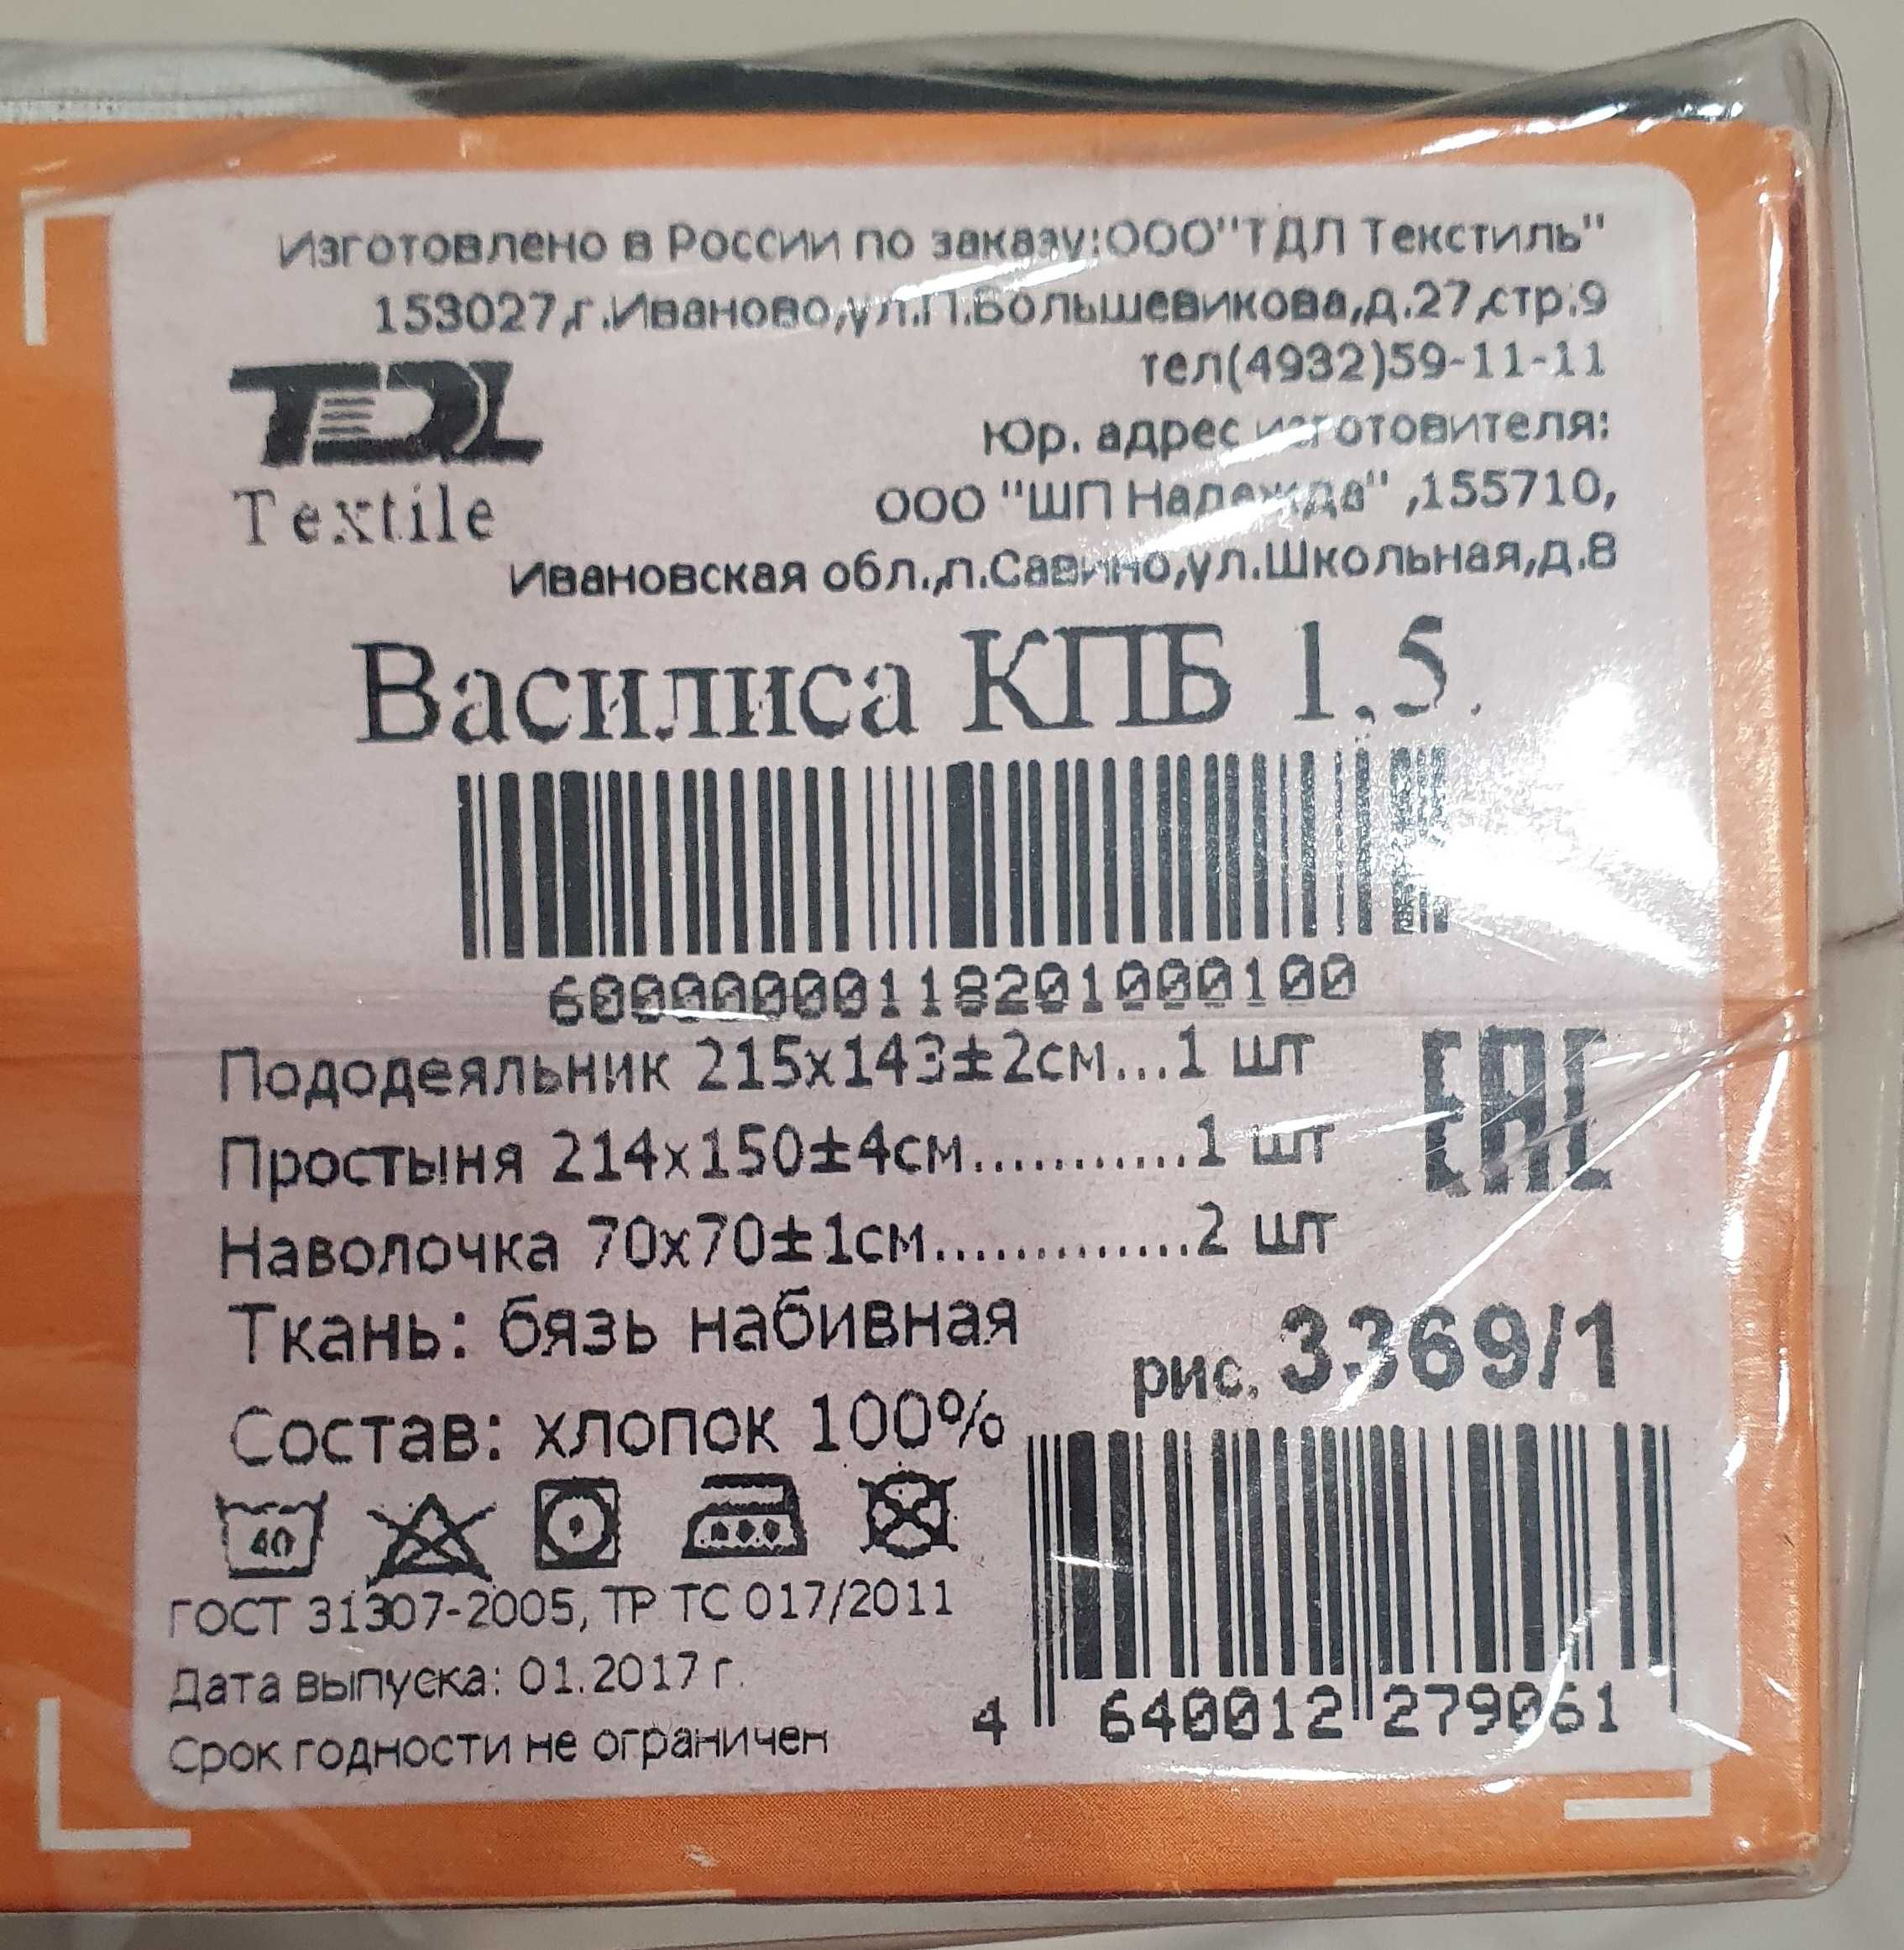 Изготовлено в России по заказу:ООО"ТДЛ Текстиль"
153027,г.Иваново,ул.П.Большевикова,д.27,стр.9
тел(4932)59-11-11
TDL
Textile
Юр. адрес изготовителя:
ООО "ШП Надежда" ,155710,
Ивановская обл.,п.Савино,ул.Школьная,д.8
Василиса КПБ 1.5.
60000000118201000100
Пододеяльник 215х143±2см...1 шт
Простыня 214х150±4см............1 шт
Наволочка 70х70±1см.............2 шт
EAC
Ткань: бязь набивная
рис. 3369/1
Состав: хлопок 100%
40
ГОСТ 31307-2005, ТР ТС 017/2011
Дата выпуска: 01.2017 г.
Срок годности не ограничен
4 640012 279061